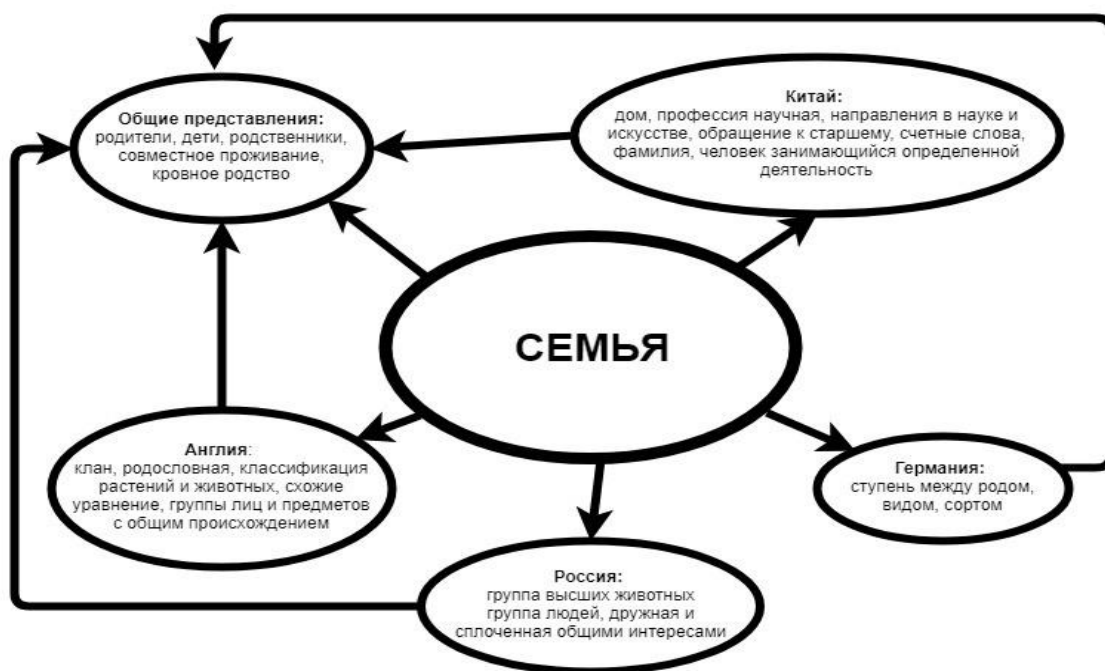 Общие представления:
родители, дети, родственники,
совместное проживание,
кровное родство
Китай:
дом, профессия научная, направления в науке и
искусстве, обращение к старшему, счетные слова,
фамилия, человек занимающийся определенной
деятельность
СЕМЬЯ
Англия:
клан, родословная, классификация
растений и животных, схожие
уравнение, группы лиц и предметов
с общим происхождением
Германия:
ступень между родом,
видом, сортом
Россия:
группа высших животных
группа людей, дружная и
сплоченная общими интересами